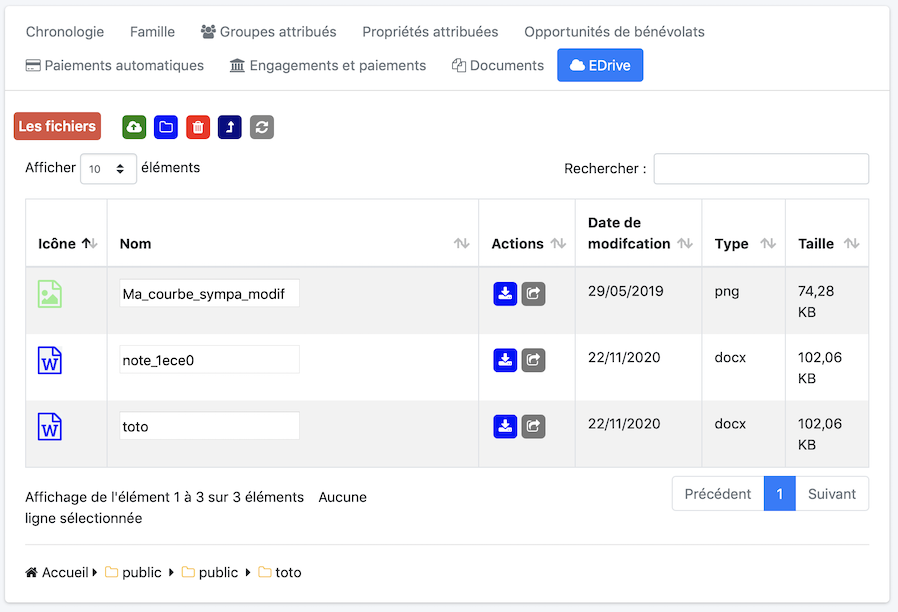 Chronologie Famille Groupes attribués Propriétés attribuées Opportunités de bénévolats
Paiements automatiques Engagements et paiements Documents EDrive
Les fichiers
Afficher 10 éléments Rechercher :
Icône Nom Actions Date de modifcation Type Taille
Ma_courbe_sympa_modif 29/05/2019 png 74,28 KB
note_1ece0 22/11/2020 docx 102,06 KB
toto 22/11/2020 docx 102,06 KB
Affichage de l'élément 1 à 3 sur 3 éléments Aucune
ligne sélectionnée
Précédent 1 Suivant
Accueil public public toto